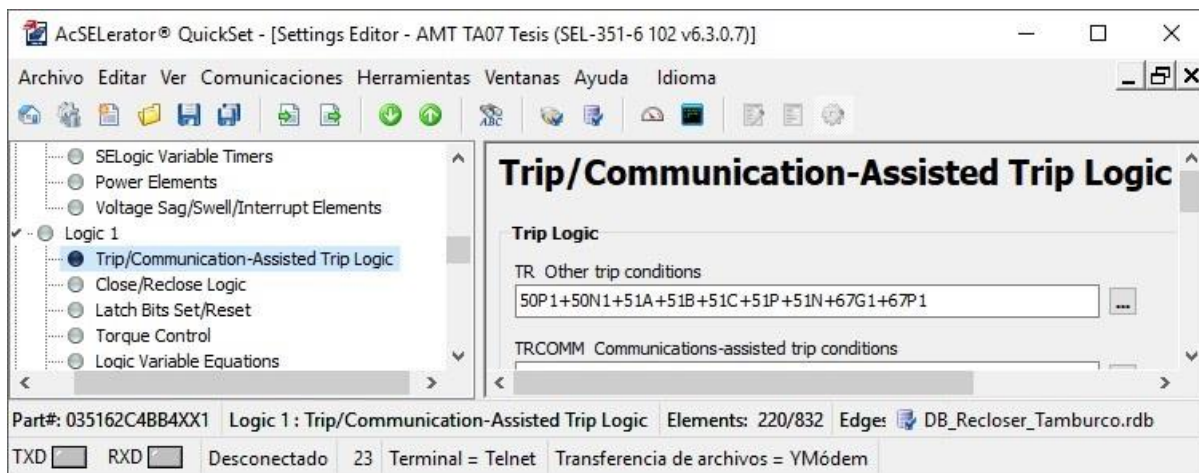 AcSELerator® QuickSet - [Settings Editor - AMT TA07 Tesis (SEL-351-6 102 v6.3.0.7)]
Archivo Editar Ver Comunicaciones Herramientas Ventanas Ayuda Idioma
SELogic Variable Timers
Power Elements
Voltage Sag/Swell/Interrupt Elements
Logic 1
Trip/Communication-Assisted Trip Logic
Close/Reclose Logic
Latch Bits Set/Reset
Torque Control
Logic Variable Equations
Trip/Communication-Assisted Trip Logic
Trip Logic
TR Other trip conditions
50P1+50N1+51A+51B+51C+51P+51N+67G1+67P1
...
TRCOMM Communications-assisted trip conditions
Part#: 035162C4BB4XX1 Logic 1 : Trip/Communication-Assisted Trip Logic Elements: 220/832 Edges DB_Recloser_Tamburco.rdb
TXD RXD Desconectado 23 Terminal = Telnet Transferencia de archivos = YMódem